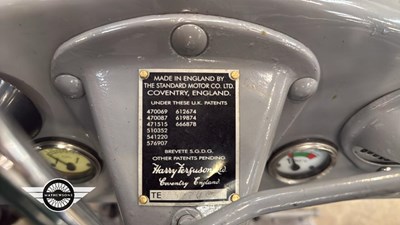 MADE IN ENGLAND BY
THE STANDARD MOTOR CO. LTD.
COVENTRY, ENGLAND.
UNDER THESE U.K. PATENTS
470069 612674
470087 619874
471515 666878
510352
541220
576907
BREVETE S.G.D.G.
OTHER PATENTS PENDING
Harry Ferguson Ltd
Coventry England
TE
MATHEWSONS